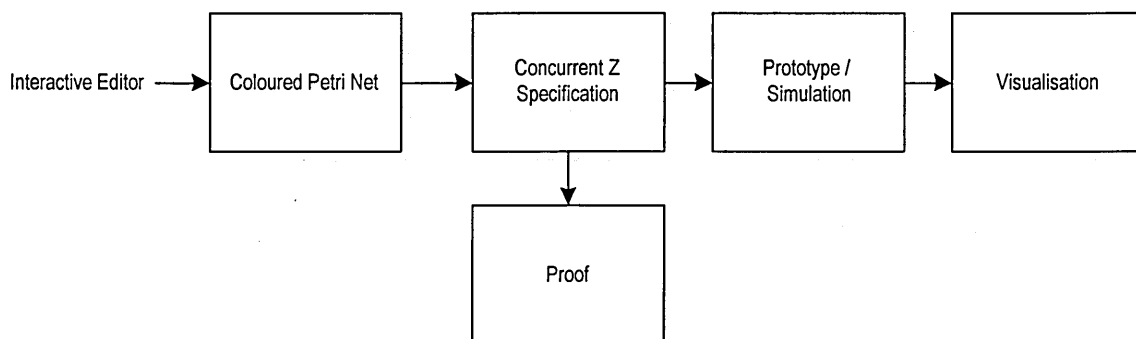 Interactive Editor
Coloured Petri Net
Concurrent Z
Specification
Prototype /
Simulation
Visualisation
Proof